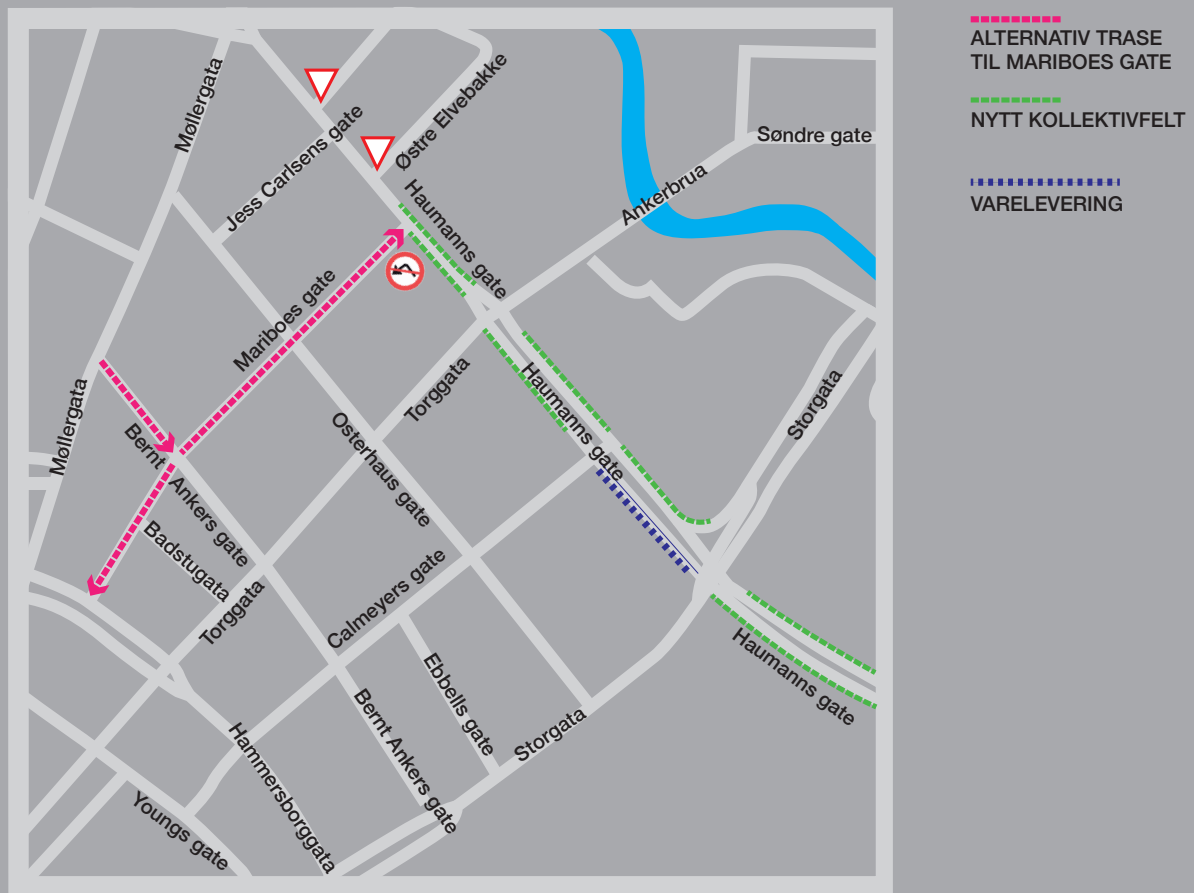 ALTERNATIV TRASE
TIL MARIBOES GATE
NYTT KOLLEKTIVFELT
VARELEVERING
Møllergata
Jess Carlsens gate
Østre Elvebakke
Søndre gate
Ankerbrua
Haumanns gate
Mariboes gate
Torggata
Haumanns gate
Storgata
Møllergata
Bernt Ankers gate
Osterhaus gate
Badstugata
Torggata
Calmeyers gate
Ebbells gate
Haumanns gate
Bernt Ankers gate
Storgata
Hammersborggata
Youngs gate